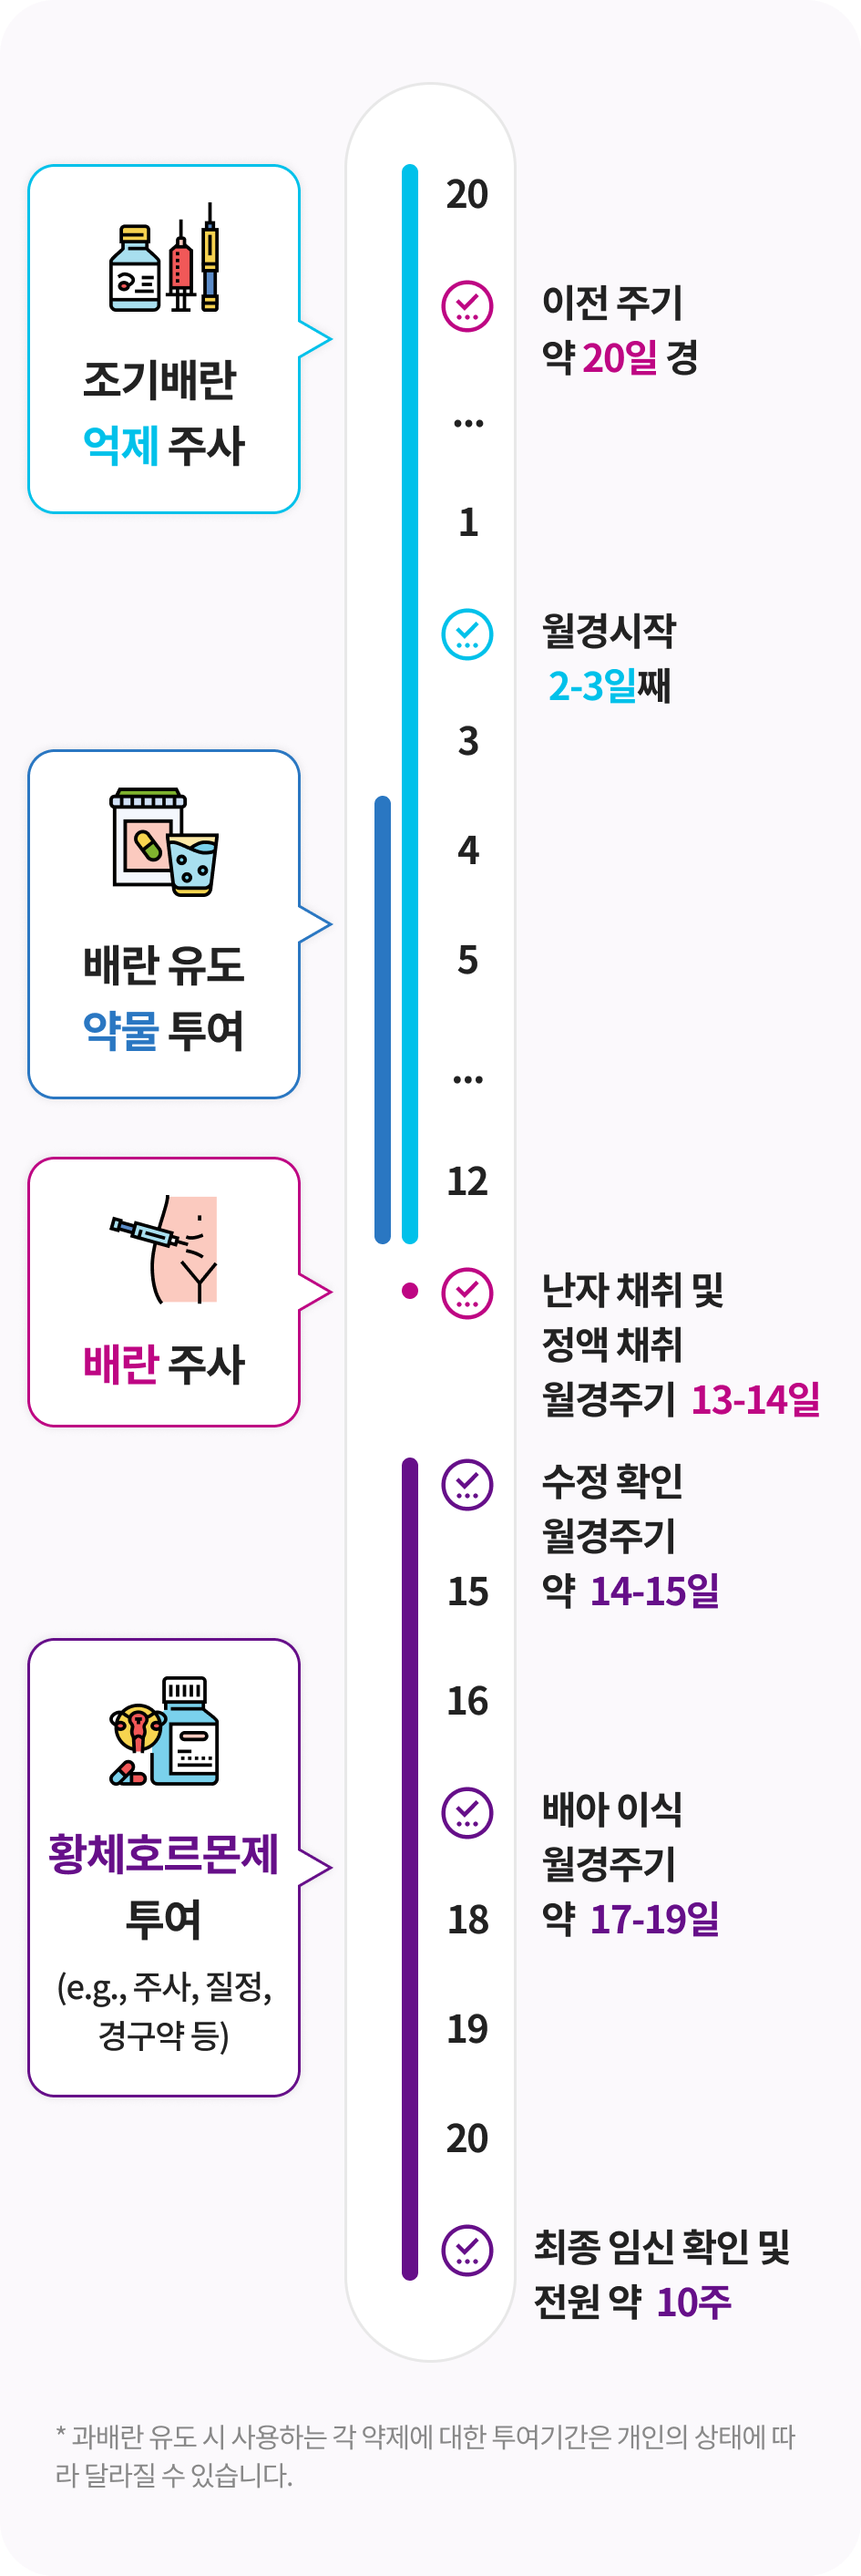 20
이전 주기
약 20일 경
조기배란
억제 주사
...
1
월경시작
2-3일째
3
4
5
배란 유도
약물 투여
...
12
난자 채취 및
정액 채취
월경주기 13-14일
배란 주사
수정 확인
월경주기
약 14-15일
15
16
배아 이식
월경주기
약 17-19일
황체호르몬제
투여
(e.g., 주사, 질정,
경구약 등)
18
19
20
최종 임신 확인 및
전원 약 10주
* 과배란 유도 시 사용하는 각 약제에 대한 투여기간은 개인의 상태에 따
라 달라질 수 있습니다.